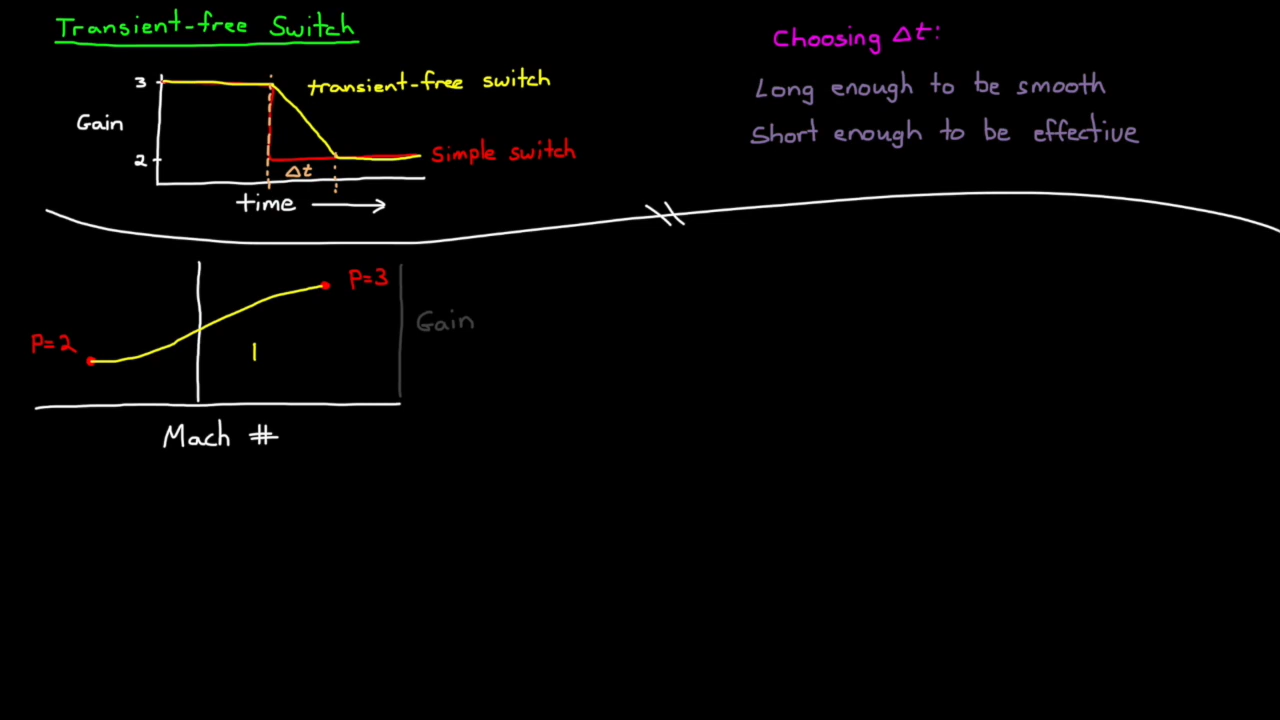 Transient-free Switch
Choosing Δt:
3
transient-free switch
Long enough to be smooth
Gain
Short enough to be effective
2
Simple switch
Δt
time
P=3
Gain
P=2
Mach #